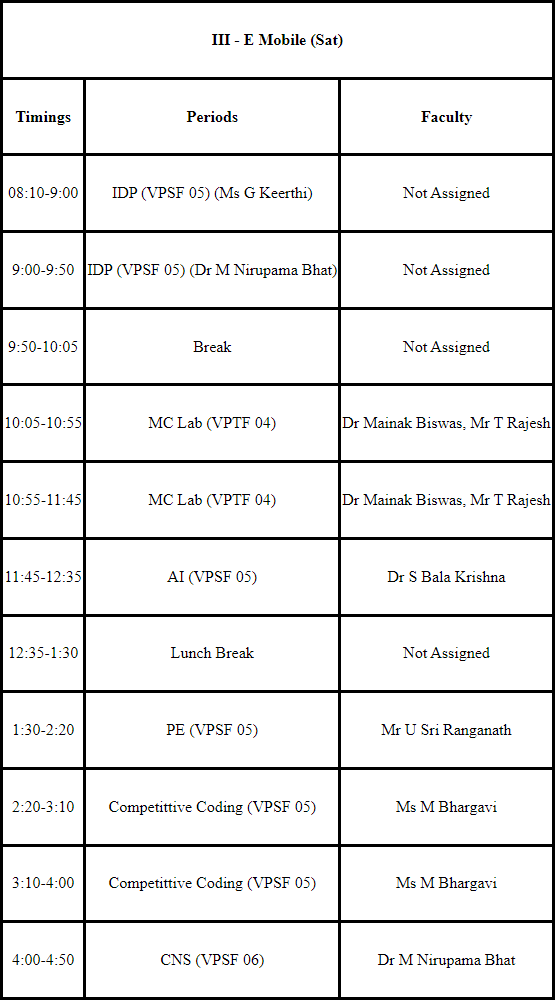 III - E Mobile (Sat)
Timings Periods Faculty
08:10-9:00 IDP (VPSF 05) (Ms G Keerthi) Not Assigned
9:00-9:50 IDP (VPSF 05) (Dr M Nirupama Bhat) Not Assigned
9:50-10:05 Break Not Assigned
10:05-10:55 MC Lab (VPTF 04) Dr Mainak Biswas, Mr T Rajesh
10:55-11:45 MC Lab (VPTF 04) Dr Mainak Biswas, Mr T Rajesh
11:45-12:35 AI (VPSF 05) Dr S Bala Krishna
12:35-1:30 Lunch Break Not Assigned
1:30-2:20 PE (VPSF 05) Mr U Sri Ranganath
2:20-3:10 Competittive Coding (VPSF 05) Ms M Bhargavi
3:10-4:00 Competittive Coding (VPSF 05) Ms M Bhargavi
4:00-4:50 CNS (VPSF 06) Dr M Nirupama Bhat